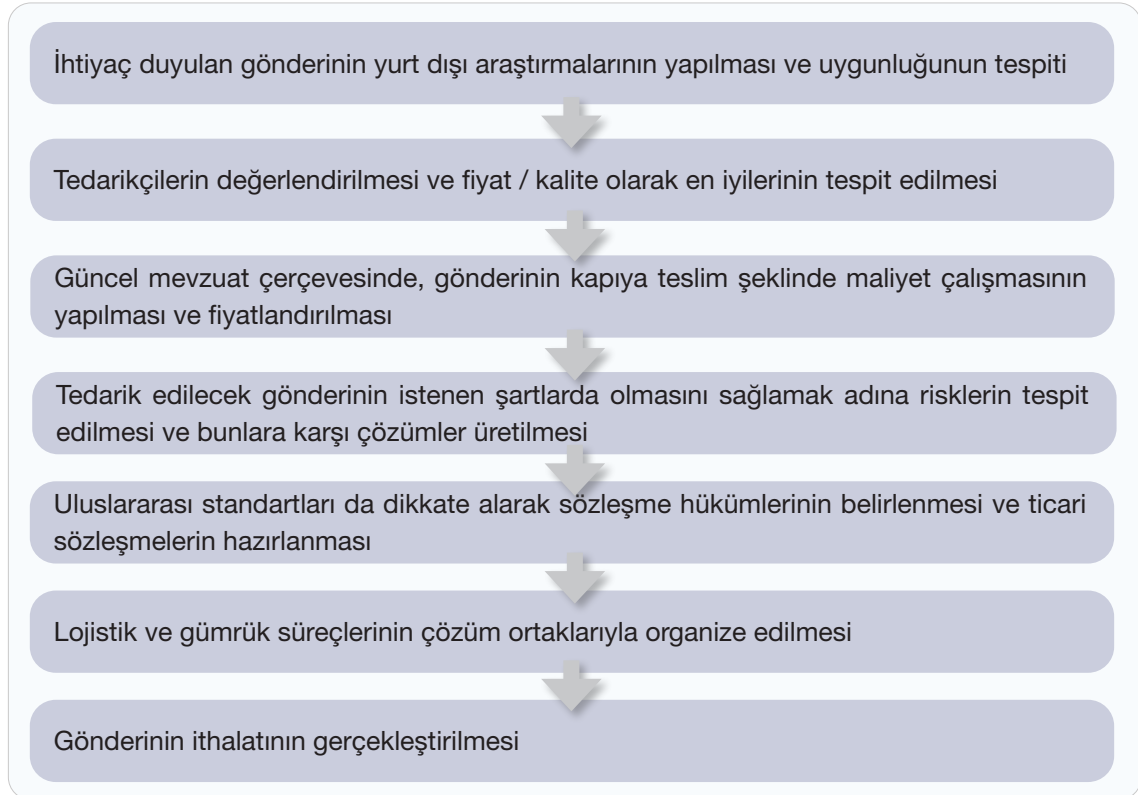 İhtiyaç duyulan gönderinin yurt dışı araştırmalarının yapılması ve uygunluğunun tespiti
Tedarikçilerin değerlendirilmesi ve fiyat / kalite olarak en iyilerinin tespit edilmesi
Güncel mevzuat çerçevesinde, gönderinin kapıya teslim şeklinde maliyet çalışmasının
yapılması ve fiyatlandırılması
Tedarik edilecek gönderinin istenen şartlarda olmasını sağlamak adına risklerin tespit
edilmesi ve bunlara karşı çözümler üretilmesi
Uluslararası standartları da dikkate alarak sözleşme hükümlerinin belirlenmesi ve ticari
sözleşmelerin hazırlanması
Lojistik ve gümrük süreçlerinin çözüm ortaklarıyla organize edilmesi
Gönderinin ithalatının gerçekleştirilmesi